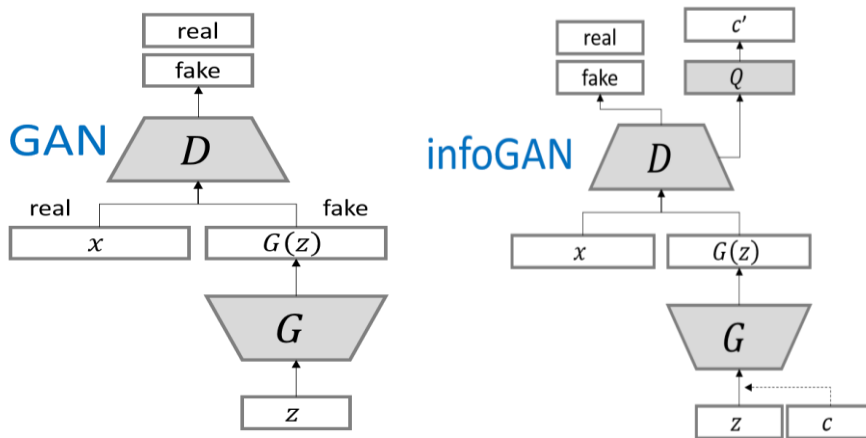 real
fake
GAN
D
real
fake
x
G(z)
G
z
real
fake
c′
Q
infoGAN
D
x
G(z)
G
z
c